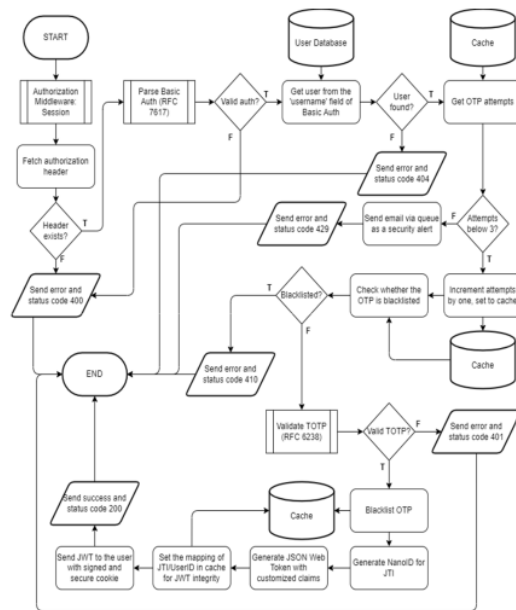 START
User Database
Cache
Authorization
Middleware:
Session
Parse Basic
Auth (RFC
7617)
Valid auth?
T
Get user from the
'username' field of
Basic Auth
User
found?
T
Get OTP attempts
F
F
Fetch authorization
header
Send error and
status code 404
Header
exists?
T
Send error and
status code 429
Send email via queue
as a security alert
F
Attempts
below 3?
F
T
Send error and
status code 400
T
Blacklisted?
Check whether the
OTP is blacklisted
Increment attempts
by one, set to cache
F
END
Send error and
status code 410
Cache
Validate TOTP
(RFC 6238)
Valid TOTP?
F
Send error and
status code 401
T
Send success and
status code 200
Cache
Blacklist OTP
Send JWT to the user
with signed and
secure cookie
Set the mapping of
JTI/UserID in cache
for JWT integrity
Generate JSON Web
Token with
customized claims
Generate NanoID for
JTI